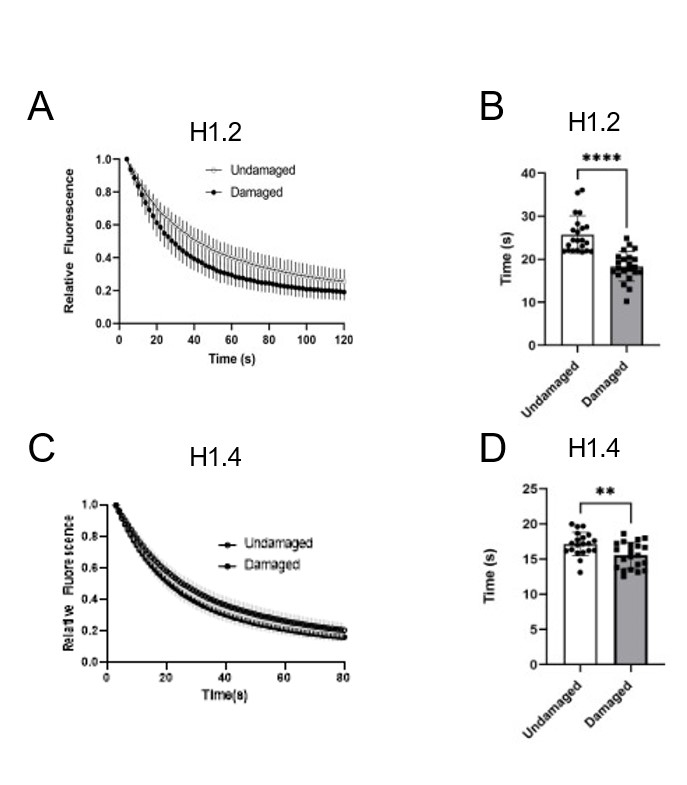 A
H1.2
Relative Fluorescence
1.0
0.8
0.6
0.4
0.2
0.0
Undamaged
Damaged
0 20 40 60 80 100 120
Time (s)
B
H1.2
****
Time (s)
40
30
20
10
0
Undamaged
Damaged
C
H1.4
Relative Fluorescence
1.0
0.8
0.6
0.4
0.2
0.0
Undamaged
Damaged
0 20 40 60 80
Time(s)
D
H1.4
**
Time (s)
25
20
15
10
5
0
Undamaged
Damaged